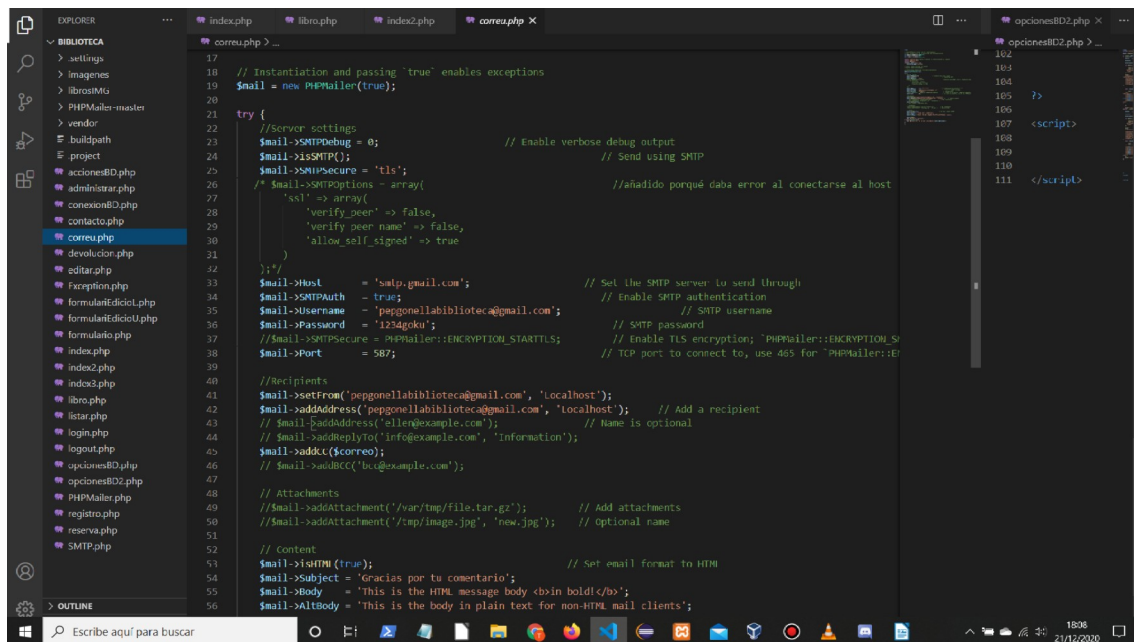 EXPLORER
BIBLIOTECA
.settings
imagenes
librosIMG
PHPMailer-master
vendor
.buildpath
.project
accionesBD.php
administrar.php
conexionBD.php
contacto.php
correu.php
devolucion.php
editar.php
Exception.php
formulariEdicioL.php
formulariEdicioU.php
formulario.php
index.php
index2.php
index3.php
libro.php
listar.php
login.php
logout.php
opcionesBD.php
opcionesBD2.php
PHPMailer.php
registro.php
reserva.php
SMTP.php
OUTLINE
index.php libro.php index2.php correu.php
correu.php > ...
17
18 // Instantiation and passing `true` enables exceptions
19 $mail = new PHPMailer(true);
20
21 try {
22 //Server settings
23 $mail->SMTPDebug = 0; // Enable verbose debug output
24 $mail->isSMTP(); // Send using SMTP
25 $mail->SMTPSecure = 'tls';
26 /* $mail->SMTPOptions = array( //añadido porqué daba error al conectarse al host
27 'ssl' => array(
28 'verify_peer' => false,
29 'verify_peer_name' => false,
30 'allow_self_signed' => true
31 )
32 );*/
33 $mail->Host = 'smtp.gmail.com'; // Set the SMTP server to send through
34 $mail->SMTPAuth = true; // Enable SMTP authentication
35 $mail->Username = 'pepgonellabiblioteca@gmail.com'; // SMTP username
36 $mail->Password = '1234goku'; // SMTP password
37 //$mail->SMTPSecure = PHPMailer::ENCRYPTION_STARTTLS; // Enable TLS encryption; `PHPMailer::ENCRYPTION_SM
38 $mail->Port = 587; // TCP port to connect to, use 465 for `PHPMailer::EN
39
40 //Recipients
41 $mail->setFrom('pepgonellabiblioteca@gmail.com', 'Localhost');
42 $mail->addAddress('pepgonellabiblioteca@gmail.com', 'Localhost'); // Add a recipient
43 // $mail->addAddress('ellen@example.com'); // Name is optional
44 // $mail->addReplyTo('info@example.com', 'Information');
45 $mail->addCC($correo);
46 // $mail->addBCC('bcc@example.com');
47
48 // Attachments
49 //$mail->addAttachment('/var/tmp/file.tar.gz'); // Add attachments
50 //$mail->addAttachment('/tmp/image.jpg', 'new.jpg'); // Optional name
51
52 // Content
53 $mail->isHTML(true); // Set email format to HTML
54 $mail->Subject = 'Gracias por tu comentario';
55 $mail->Body = 'This is the HTML message body <b>in bold!</b>';
56 $mail->AltBody = 'This is the body in plain text for non-HTML mail clients';
opcionesBD2.php
opcionesBD2.php > ...
102
103
104
105 ?>
106
107 <script>
108
109
110
111 </script>
Escribe aquí para buscar
18:08
21/12/2020